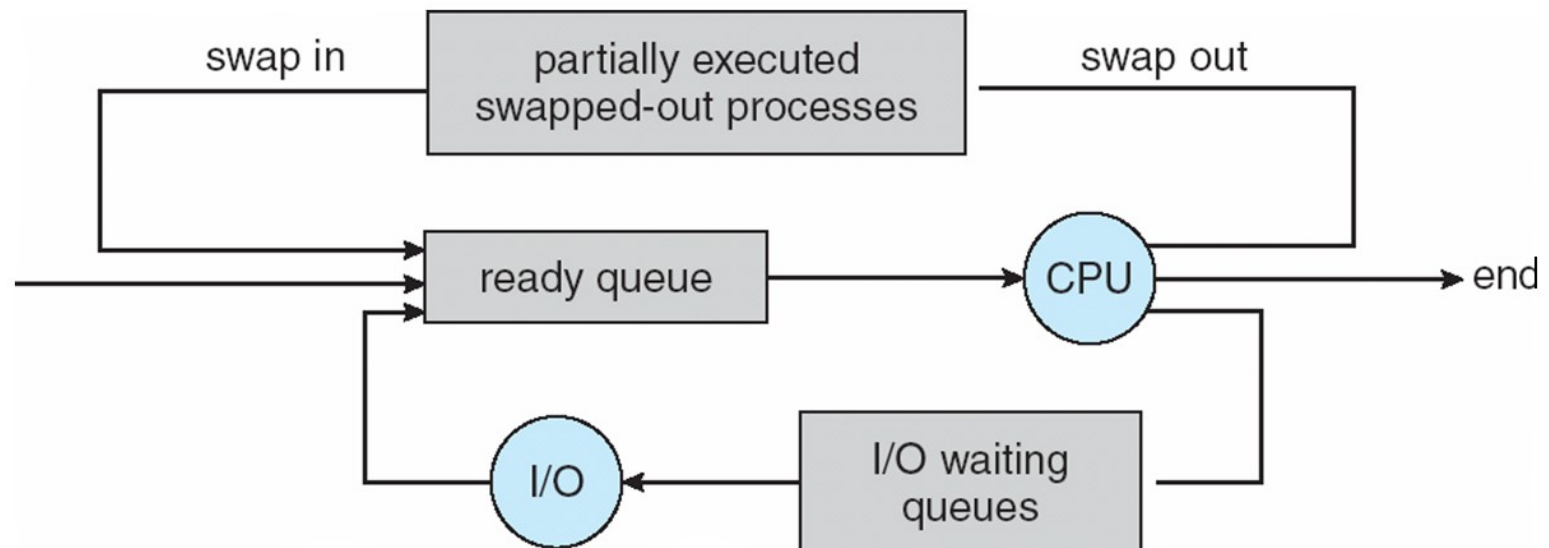 swap in
partially executed
swapped-out processes
swap out
ready queue
CPU
end
I/O
I/O waiting
queues